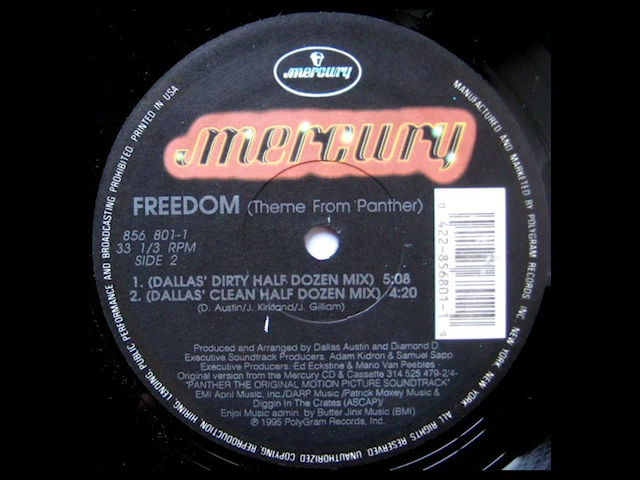 mercury
mercury
FREEDOM (Theme From 'Panther)
856 801-1
33 1/3 RPM
SIDE 2
1. (DALLAS' DIRTY HALF DOZEN MIX) 5:08
2. (DALLAS' CLEAN HALF DOZEN MIX) 4:20
(D. Austin/J. Kirkland/J. Gilliam)
Produced and Arranged by Dallas Austin and Diamond D.
Executive Soundtrack Producers: Adam Kidron & Samuel Sapp
Executive Producers: Ed Eckstine & Mario Van Peebles
Original version from the Mercury CD & Cassette 314 525 479-2/4-
"PANTHER THE ORIGINAL MOTION PICTURE SOUNDTRACK"
EMI April Music, Inc./DARP Music /Patrick Moxey Music &
Diggin In The Crates (ASCAP)/
Enjoi Music admin. by Butter Jinx Music (BMI)
℗ 1995 PolyGram Records, Inc.
0 422-856801-1 9
MANUFACTURED AND MARKETED BY POLYGRAM RECORDS, INC. NEW YORK, NEW YORK
ALL RIGHTS RESERVED. UNAUTHORIZED COPYING, REPRODUCTION, HIRING, LENDING, PUBLIC PERFORMANCE AND BROADCASTING PROHIBITED. PRINTED IN USA